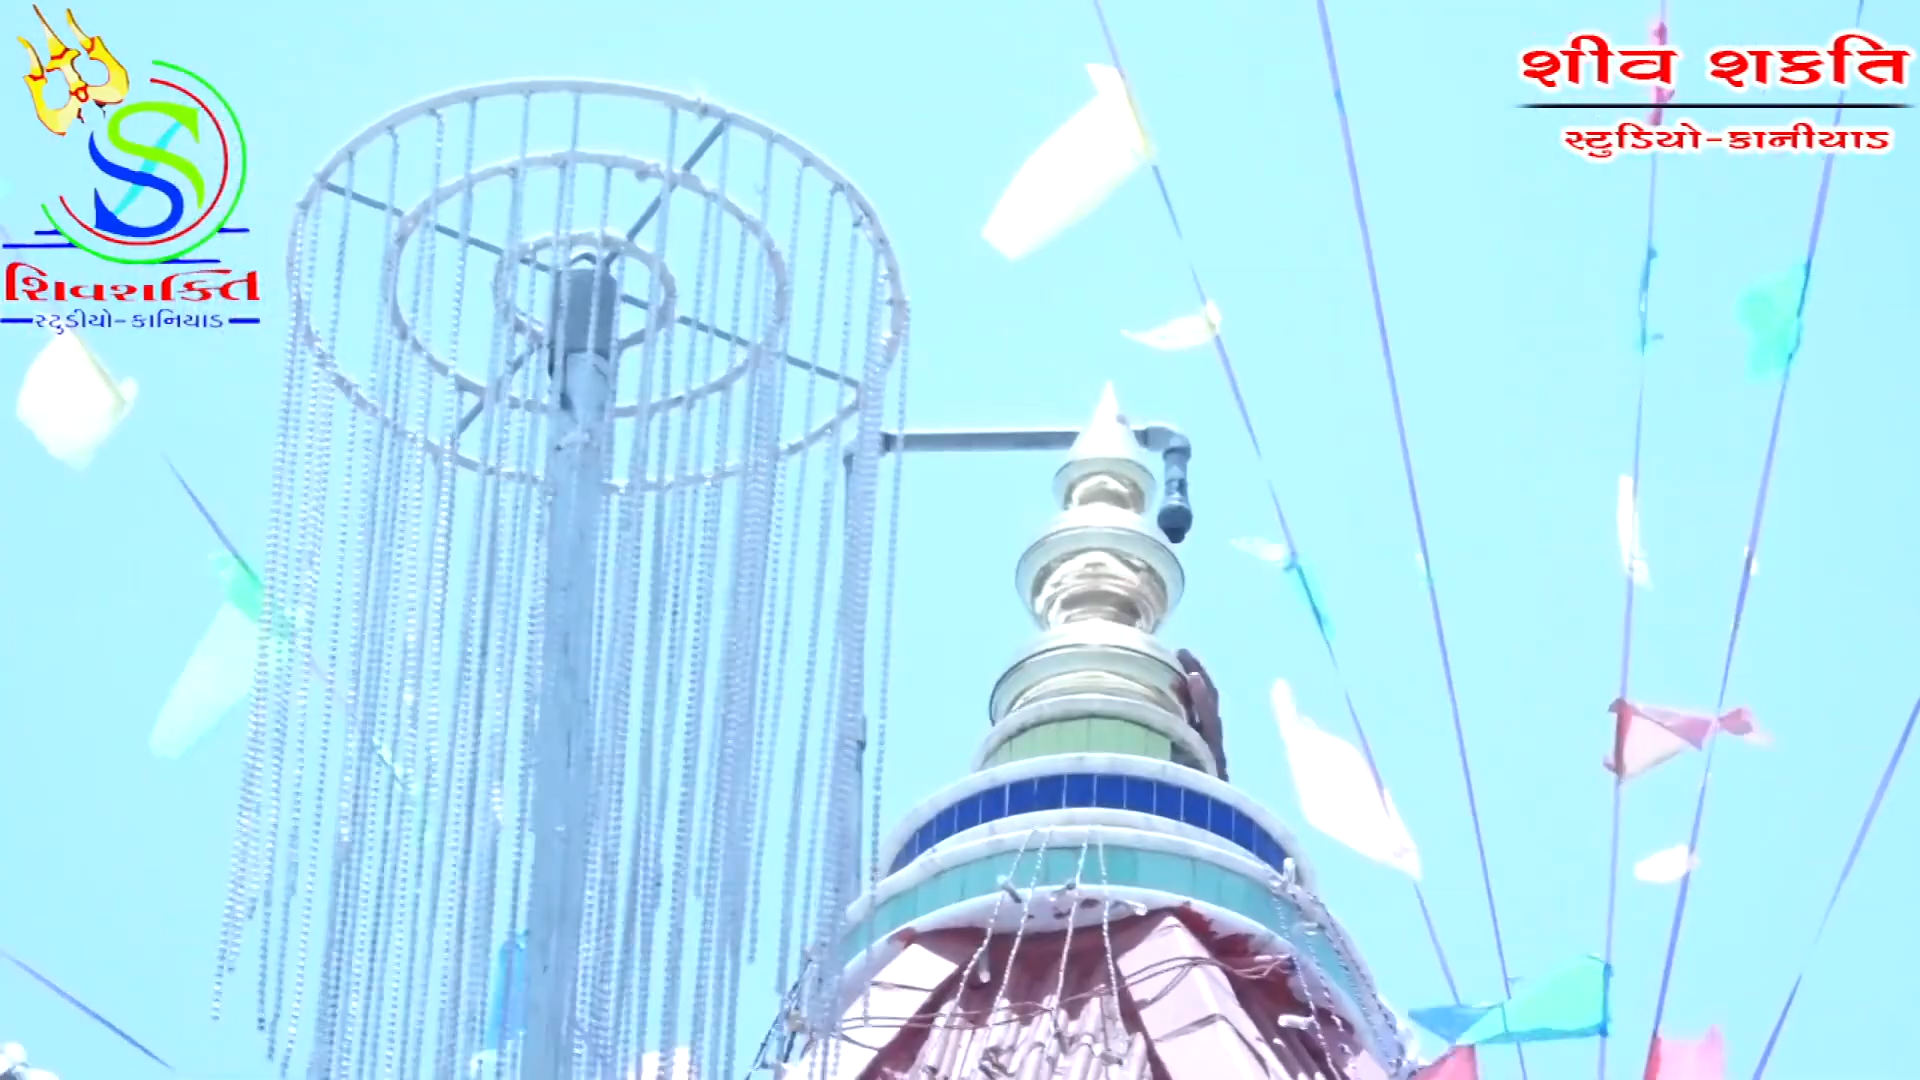 શિવશક્તિ
સ્ટુડીયો-કાનિયાડ
શીવ શકતિ
સ્ટુડિયો-કાનીયાડ